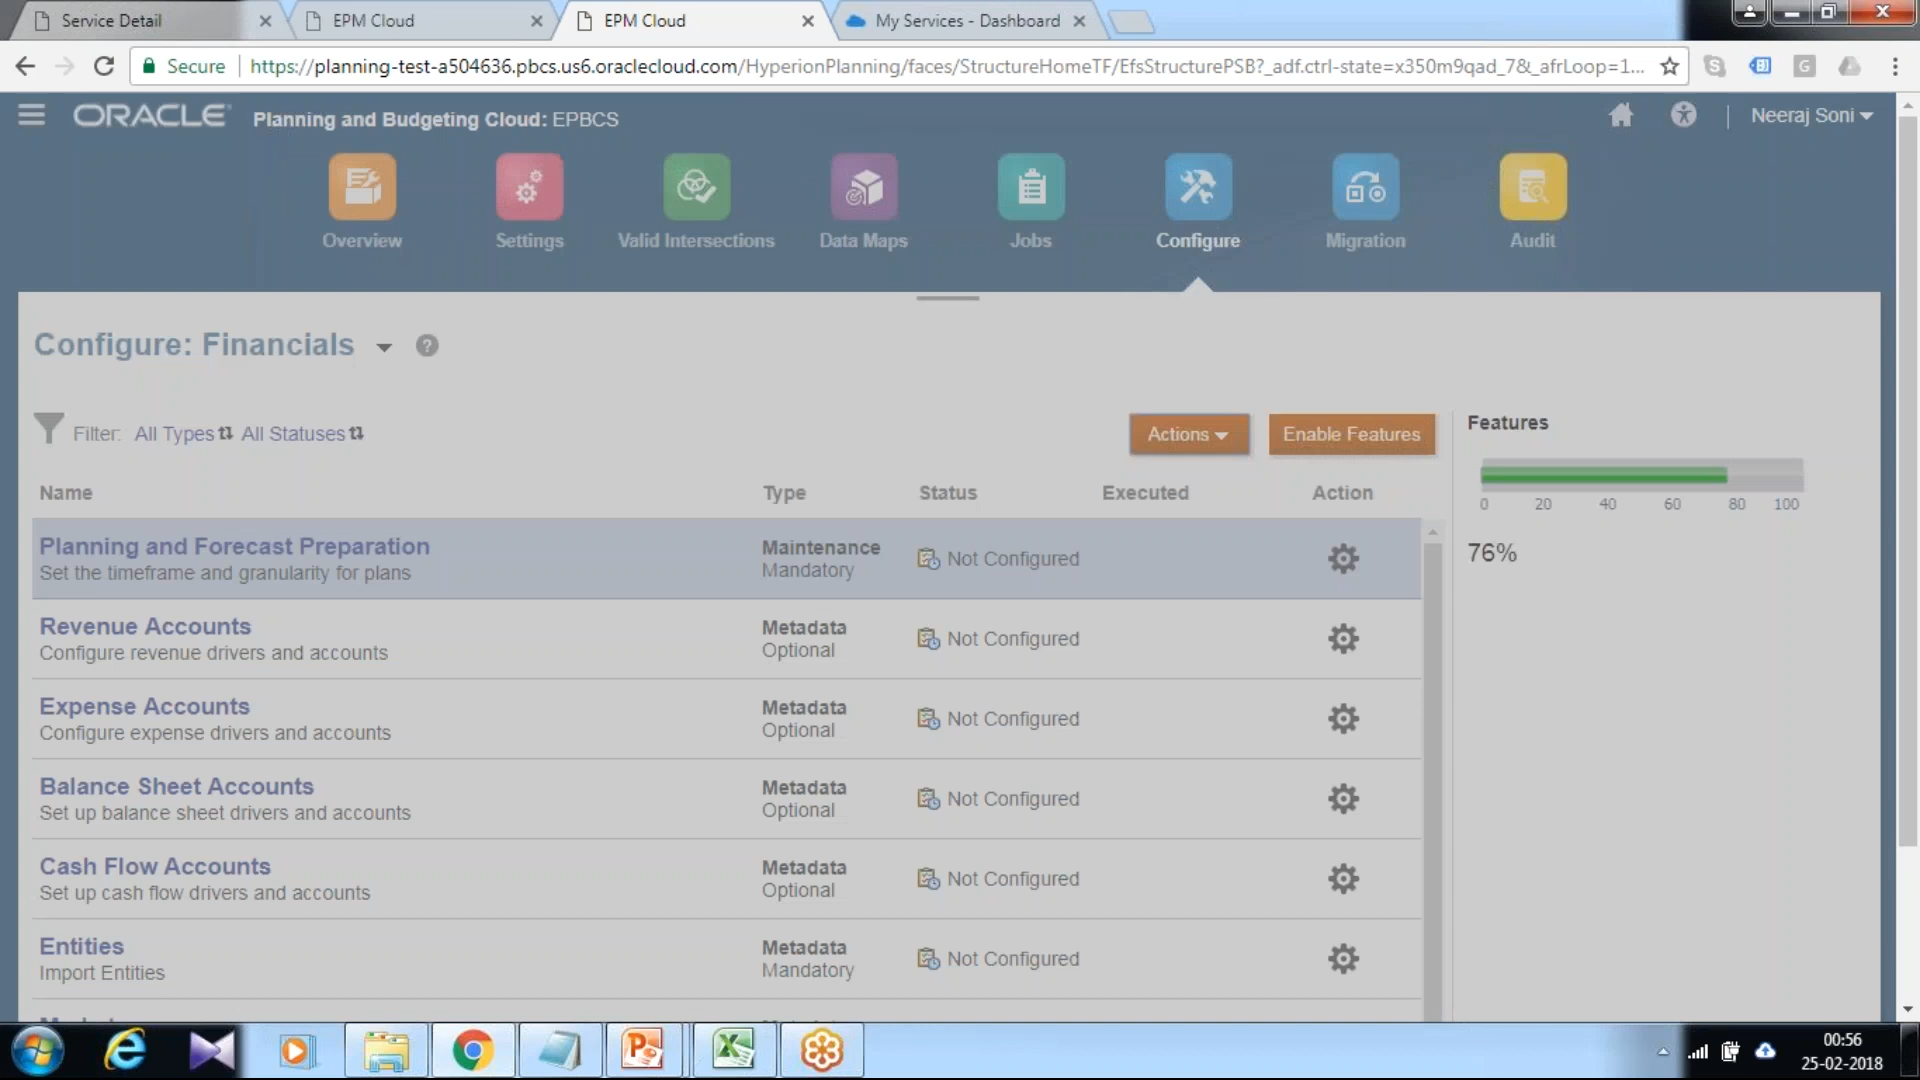 Service Detail
EPM Cloud
EPM Cloud
My Services - Dashboard
Secure
https://planning-test-a504636.pbcs.us6.oraclecloud.com/HyperionPlanning/faces/StructureHomeTF/EfsStructurePSB?_adf.ctrl-state=x350m9qad_7&_afrLoop=1...
ORACLE
Planning and Budgeting Cloud: EPBCS
Neeraj Soni
Overview
Settings
Valid Intersections
Data Maps
Jobs
Configure
Migration
Audit
Configure: Financials
Filter: All Types All Statuses
Actions
Enable Features
Features
0 20 40 60 80 100
76%
Name Type Status Executed Action
Planning and Forecast Preparation
Set the timeframe and granularity for plans
Maintenance
Mandatory
Not Configured
Revenue Accounts
Configure revenue drivers and accounts
Metadata
Optional
Not Configured
Expense Accounts
Configure expense drivers and accounts
Metadata
Optional
Not Configured
Balance Sheet Accounts
Set up balance sheet drivers and accounts
Metadata
Optional
Not Configured
Cash Flow Accounts
Set up cash flow drivers and accounts
Metadata
Optional
Not Configured
Entities
Import Entities
Metadata
Mandatory
Not Configured
00:56
25-02-2018